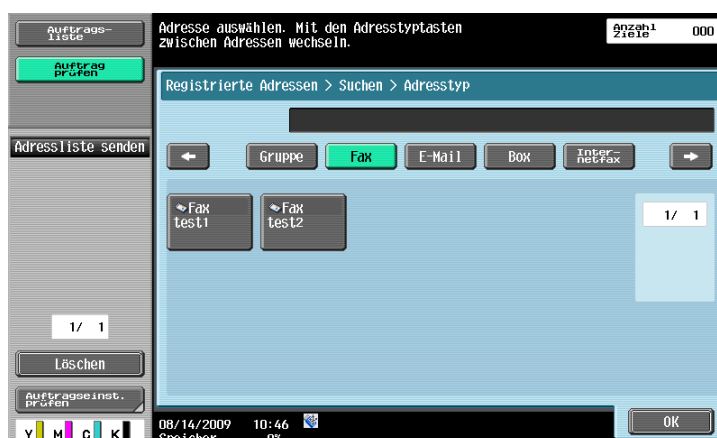 Auftrags-
liste
Auftrag
prüfen
Adresse auswählen. Mit den Adresstyptasten
zwischen Adressen wechseln.
Anzahl
Ziele 000
Registrierte Adressen > Suchen > Adresstyp
Adressliste senden
Gruppe Fax E-Mail Box Inter-
netfax
Fax
test1
Fax
test2
1/ 1
1/ 1
Löschen
Auftragseinst.
prüfen
Y M C K
08/14/2009 10:46
Speicher 0%
OK